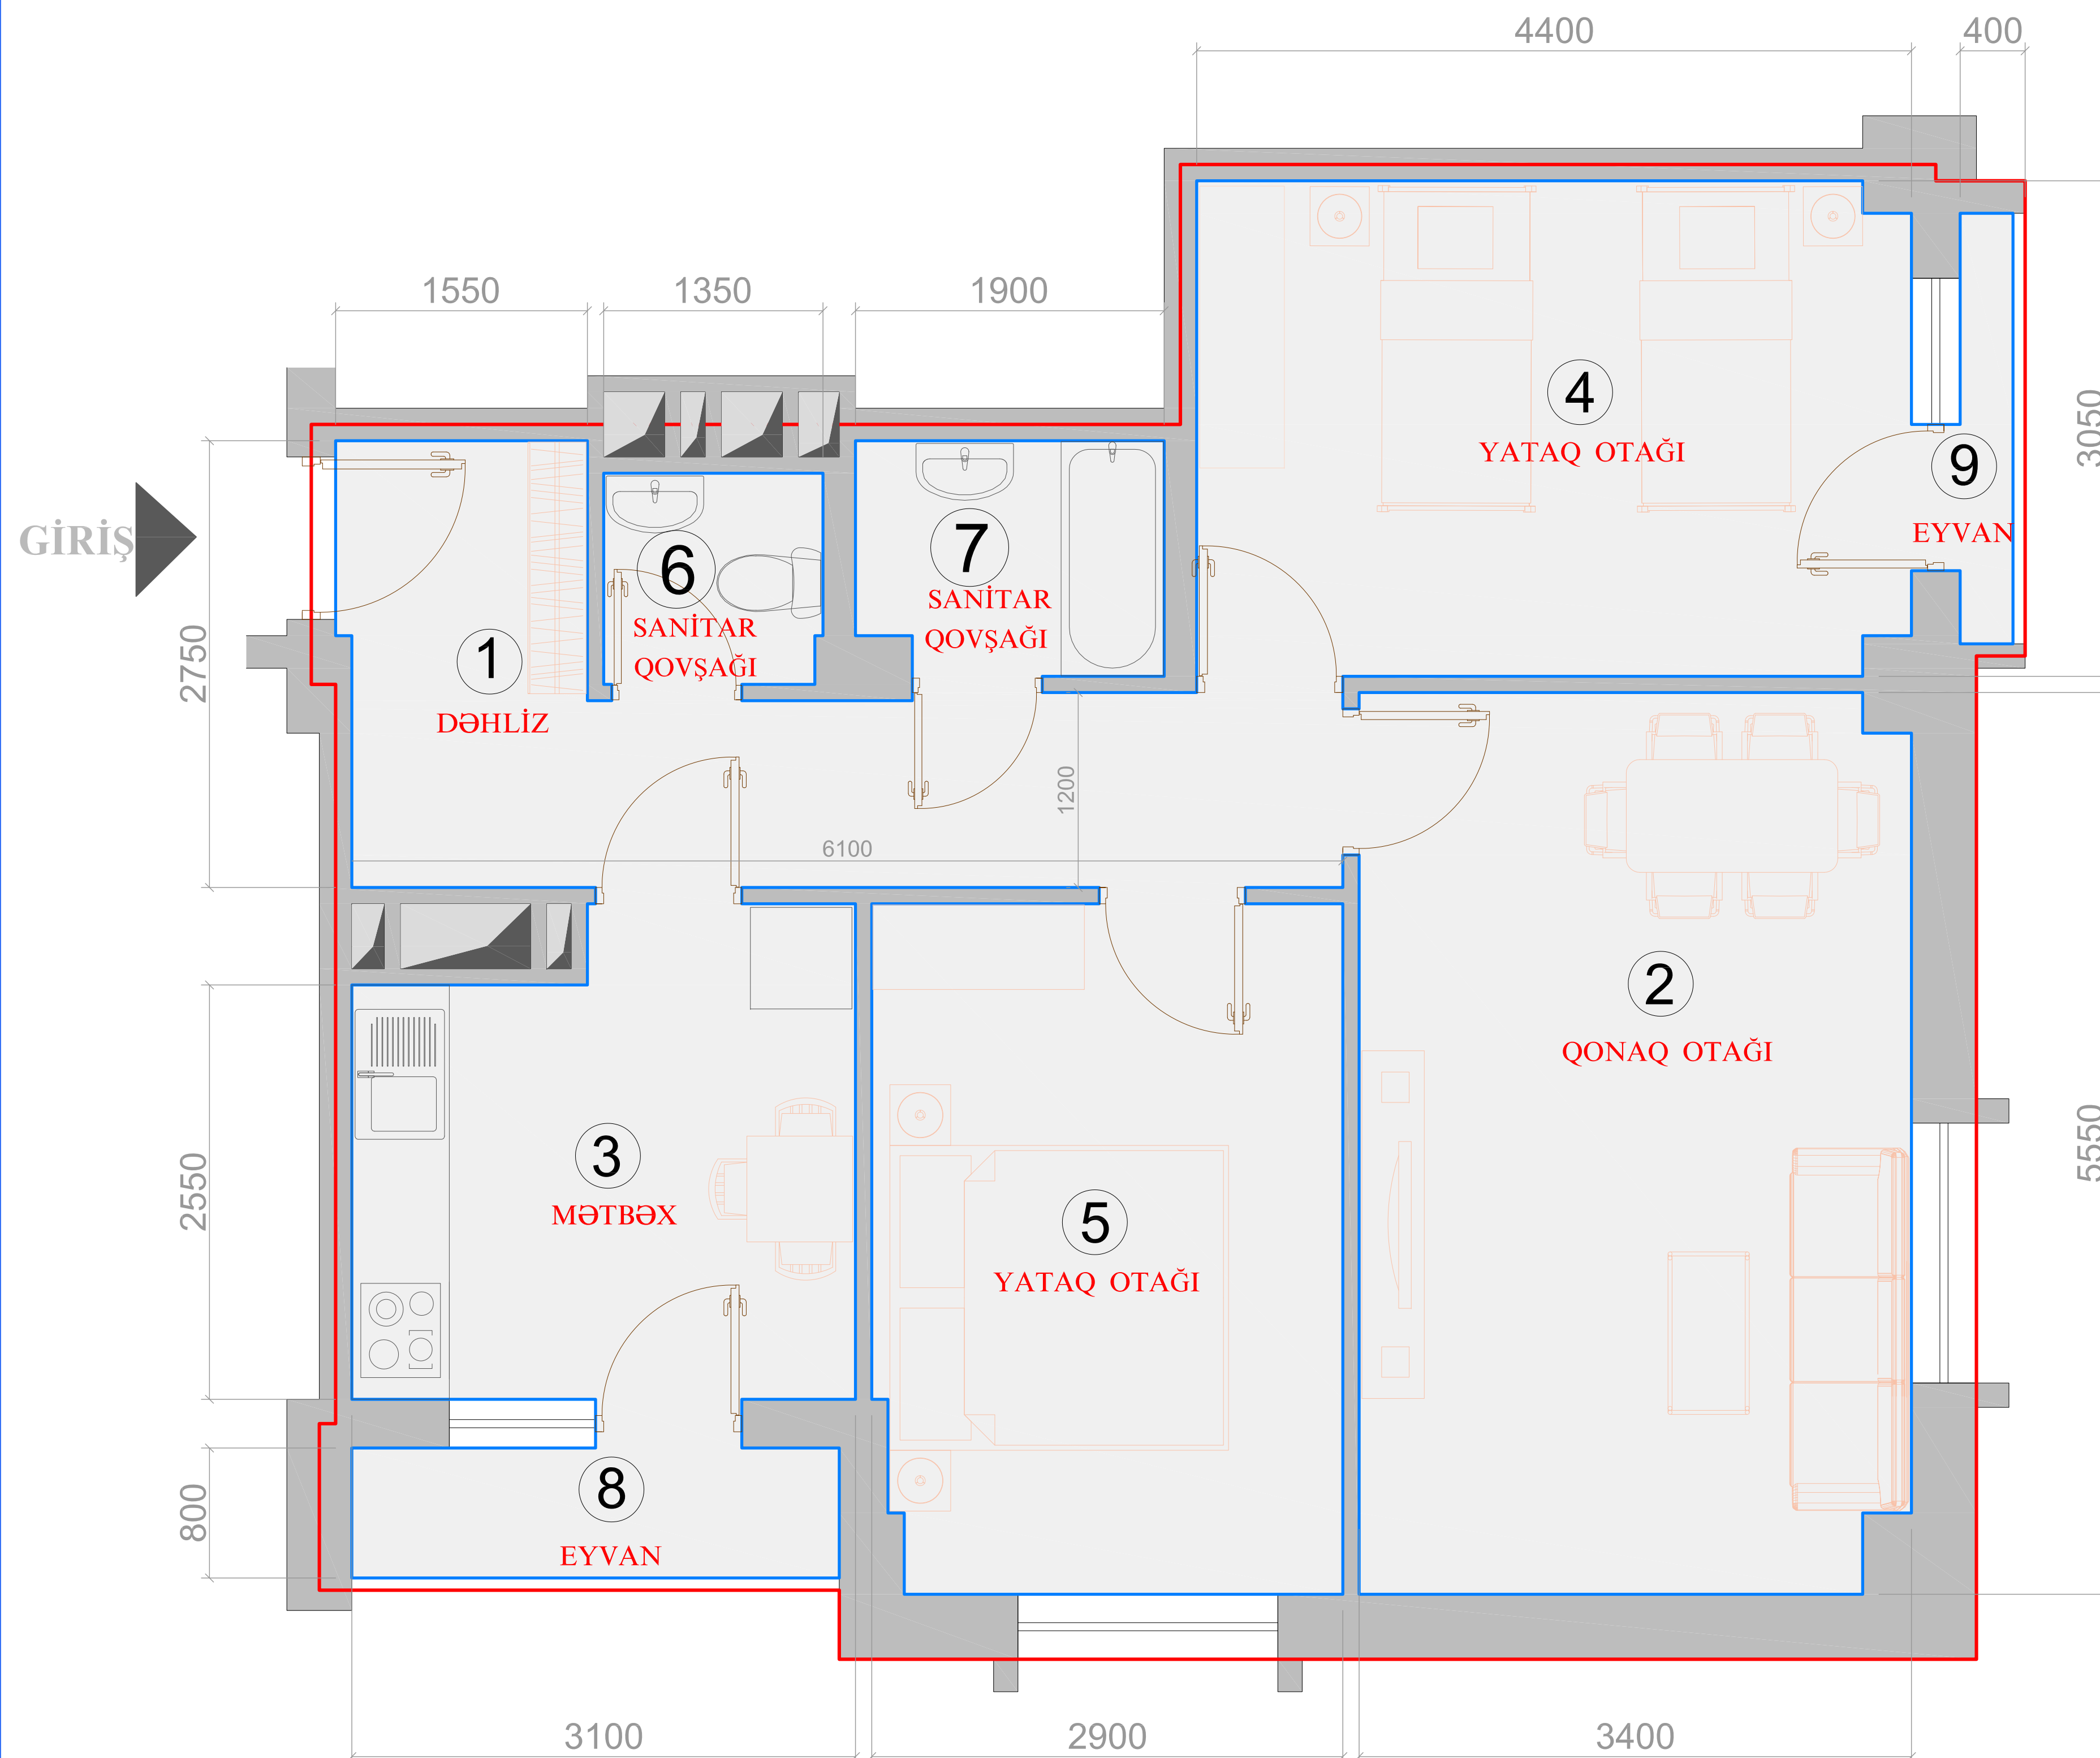 4400
400
1550
1350
1900
3050
4
YATAQ OTAĞI
9
EYVAN
GİRİŞ
6
SANİTAR
QOVŞAĞI
7
SANİTAR
QOVŞAĞI
2750
1
DƏHLİZ
1200
6100
2
QONAQ OTAĞI
2550
3
MƏTBƏX
5
YATAQ OTAĞI
5550
800
8
EYVAN
3100
2900
3400